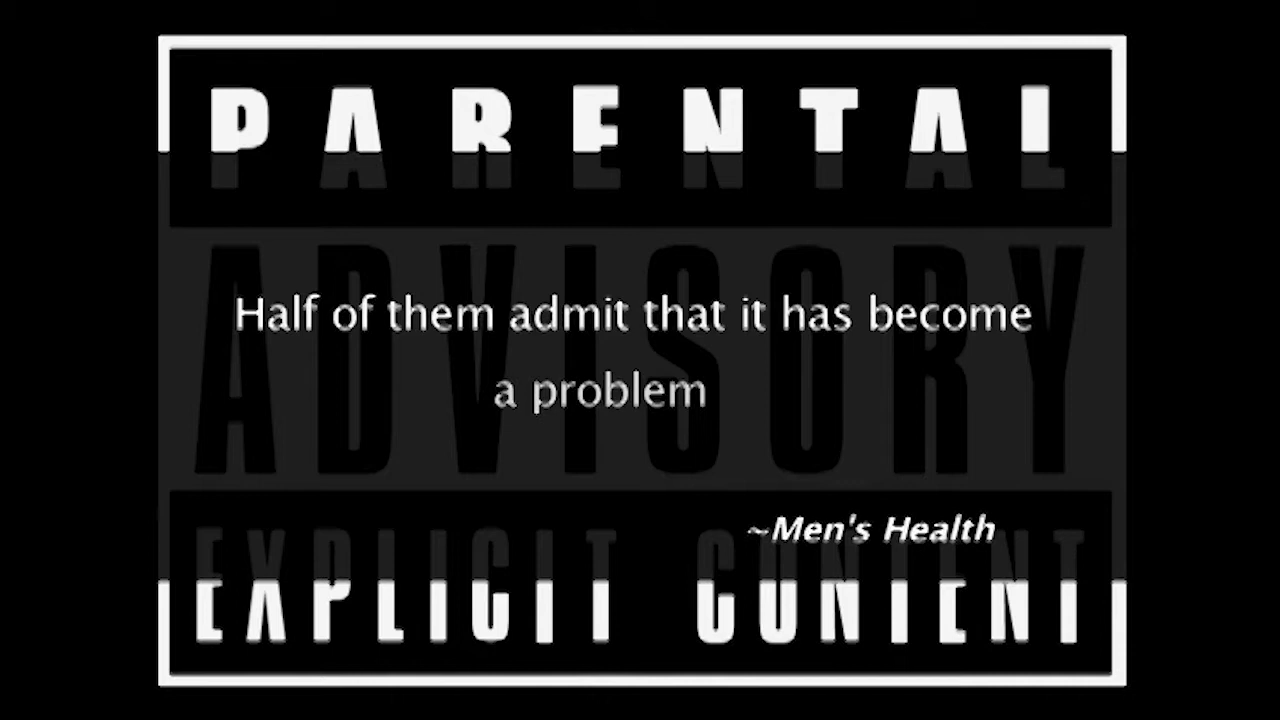 PARENTAL
ADVISORY
Half of them admit that it has become
a problem
~Men's Health
EXPLICIT CONTENT